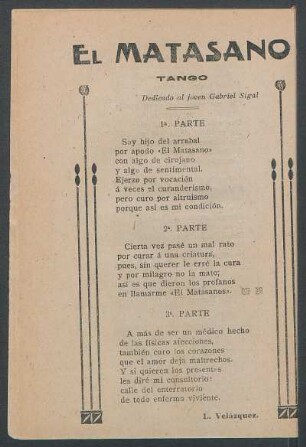 EL MATASANO
TANGO
Dedicado al joven Gabriel Sigal
1ª. PARTE
Soy hijo del arrabal
por apodo «El Matasano»
con algo de cirujano
y algo de sentimental.
Ejerzo por vocación
á veces el curanderismo,
pero curo por altruismo
porque así es mi condición.
2ª. PARTE
Cierta vez pasé un mal rato
por curar á una criatura,
pues, sin querer le erré la cura
y por milagro no la mato;
así es que dieron los profanos
en llamarme «El Matasanos».
3ª. PARTE
A más de ser un médico hecho
de las físicas afecciones,
también curo los corazones
que el amor deja maltrechos.
Y si quieren los presentes
les diré mi consultorio:
calle del enterratorio
de todo enfermo viviente.
L. Velázquez.